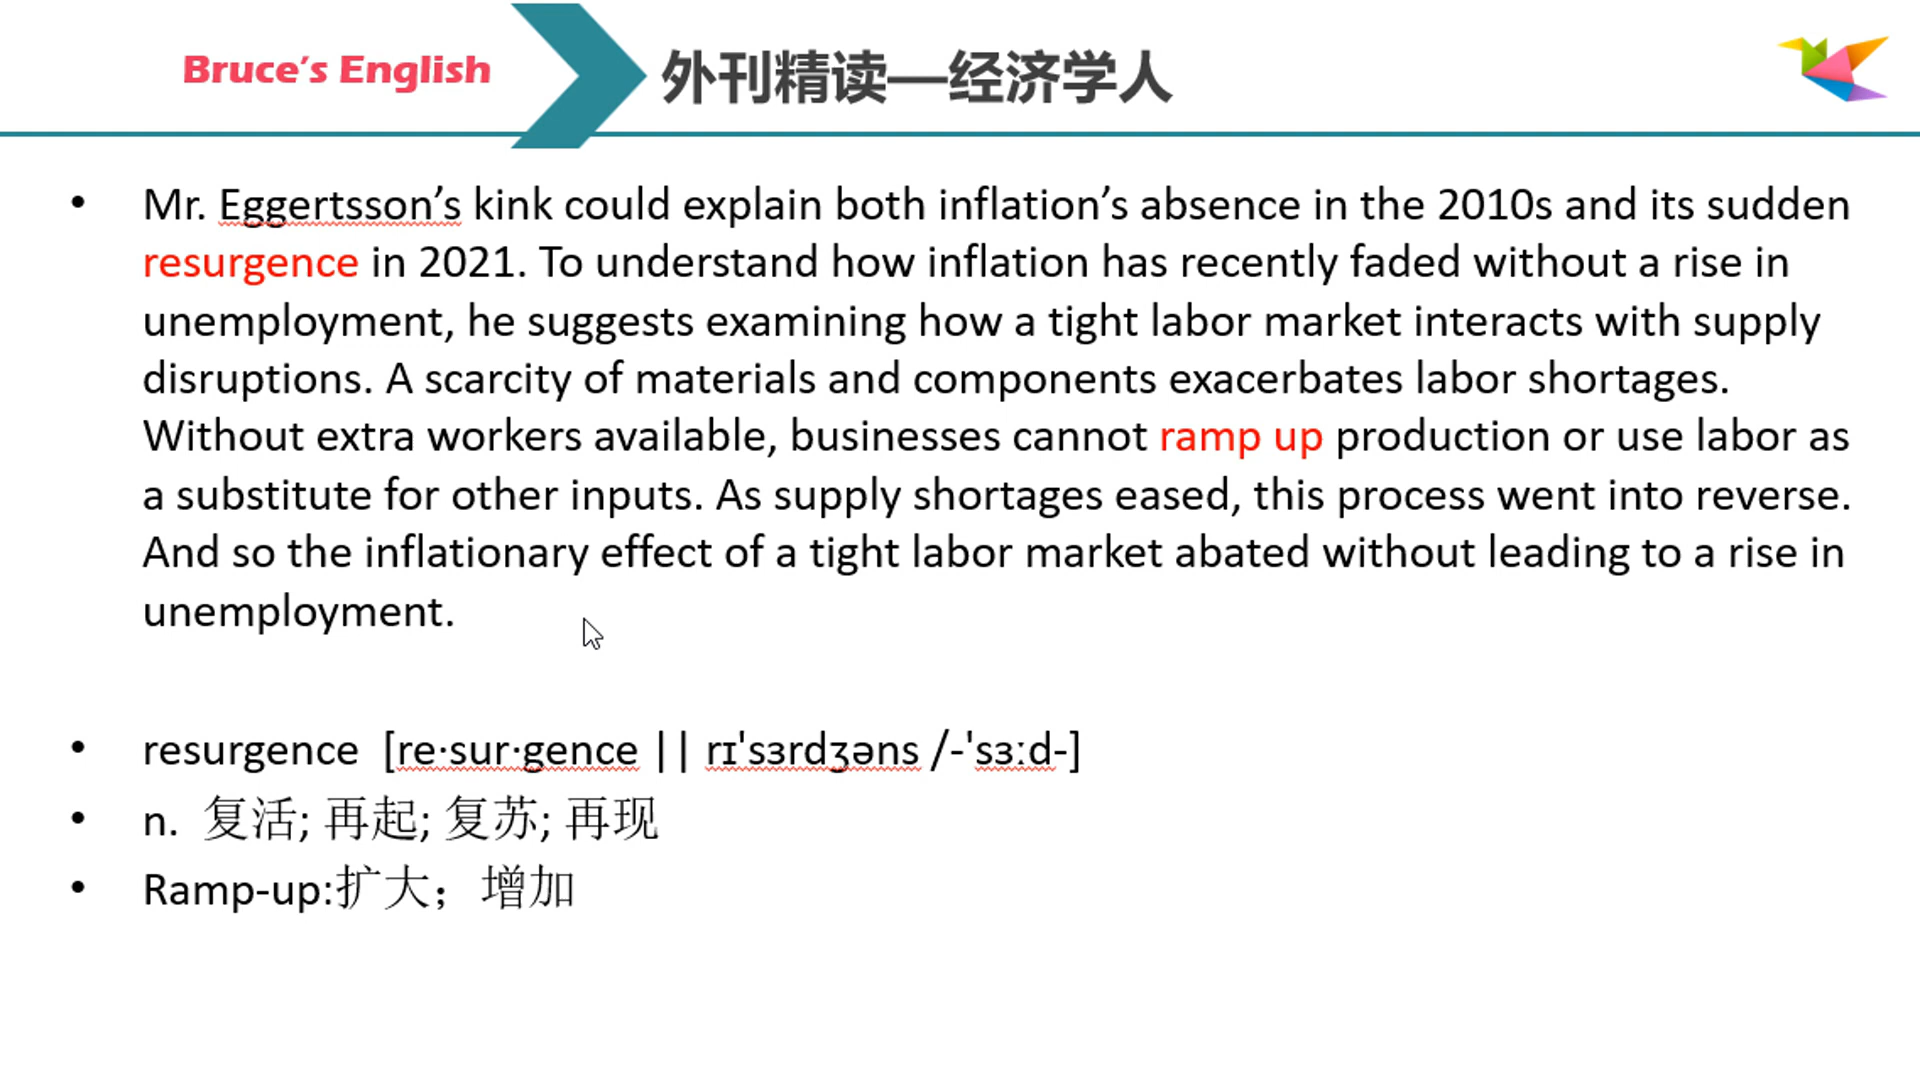 Bruce’s English
外刊精读—经济学人
• Mr. Eggertsson’s kink could explain both inflation’s absence in the 2010s and its sudden
resurgence in 2021. To understand how inflation has recently faded without a rise in
unemployment, he suggests examining how a tight labor market interacts with supply
disruptions. A scarcity of materials and components exacerbates labor shortages.
Without extra workers available, businesses cannot ramp up production or use labor as
a substitute for other inputs. As supply shortages eased, this process went into reverse.
And so the inflationary effect of a tight labor market abated without leading to a rise in
unemployment.
• resurgence [re·sur·gence || rɪˈsɜrdʒəns /-ˈsɜːd-]
• n. 复活; 再起; 复苏; 再现
• Ramp-up:扩大；增加